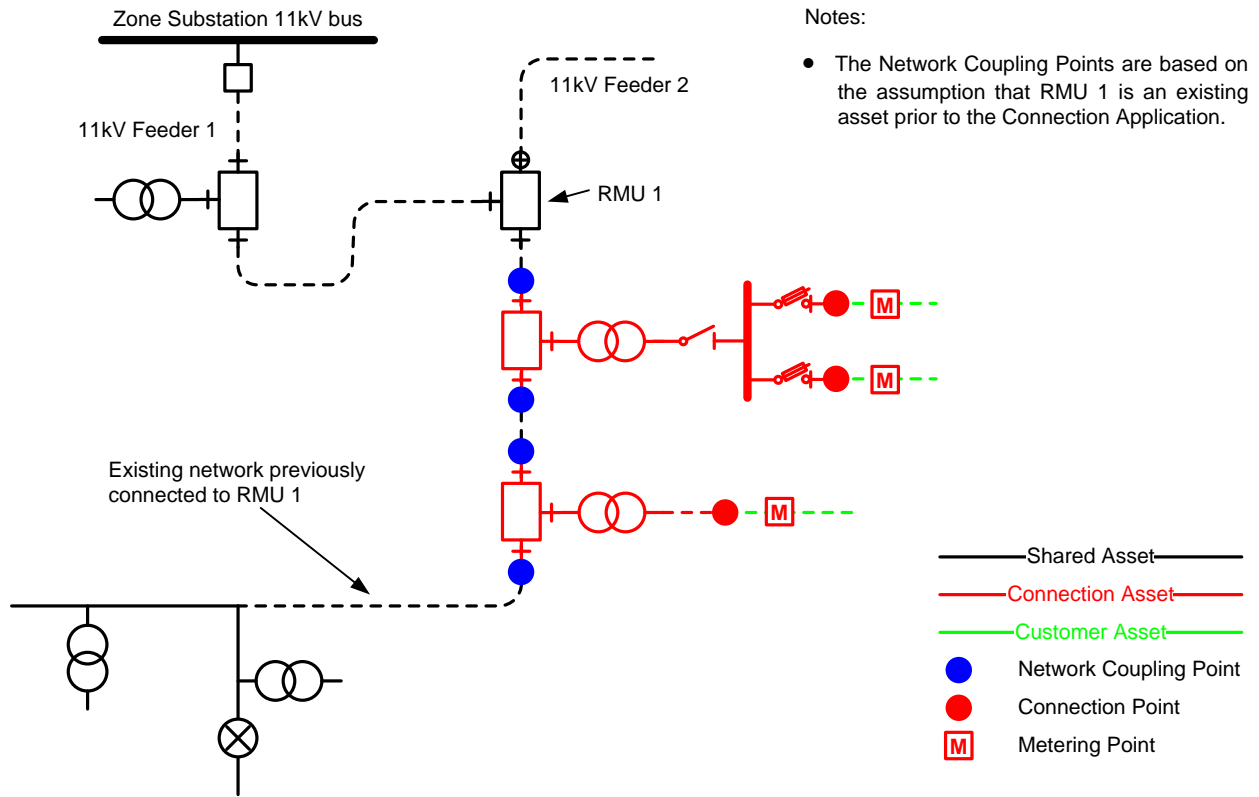 Zone Substation 11kV bus
Notes:
• The Network Coupling Points are based on
the assumption that RMU 1 is an existing
asset prior to the Connection Application.
11kV Feeder 2
11kV Feeder 1
RMU 1
M
M
Existing network previously
connected to RMU 1
M
Shared Asset
Connection Asset
Customer Asset
Network Coupling Point
Connection Point
M Metering Point